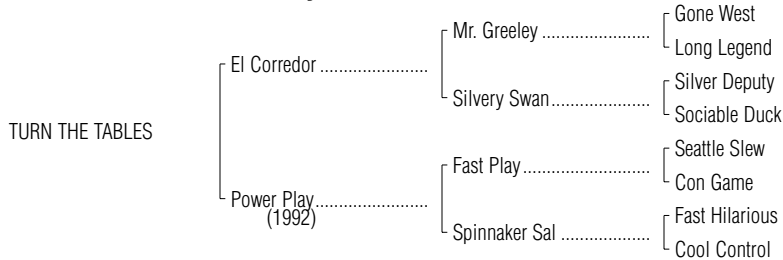 Gone West
Mr. Greeley .......................
Long Legend
El Corredor .......................
Silver Deputy
Silvery Swan.....................
Sociable Duck
TURN THE TABLES
Seattle Slew
Fast Play ...........................
Con Game
Power Play........................
(1992)
Fast Hilarious
Spinnaker Sal ...................
Cool Control